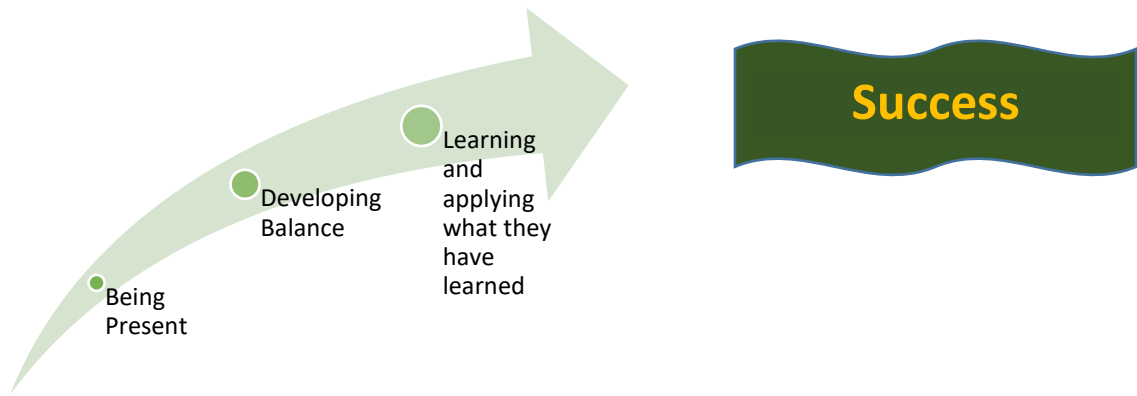 Being
Present
Developing
Balance
Learning
and
applying
what they
have
learned
Success